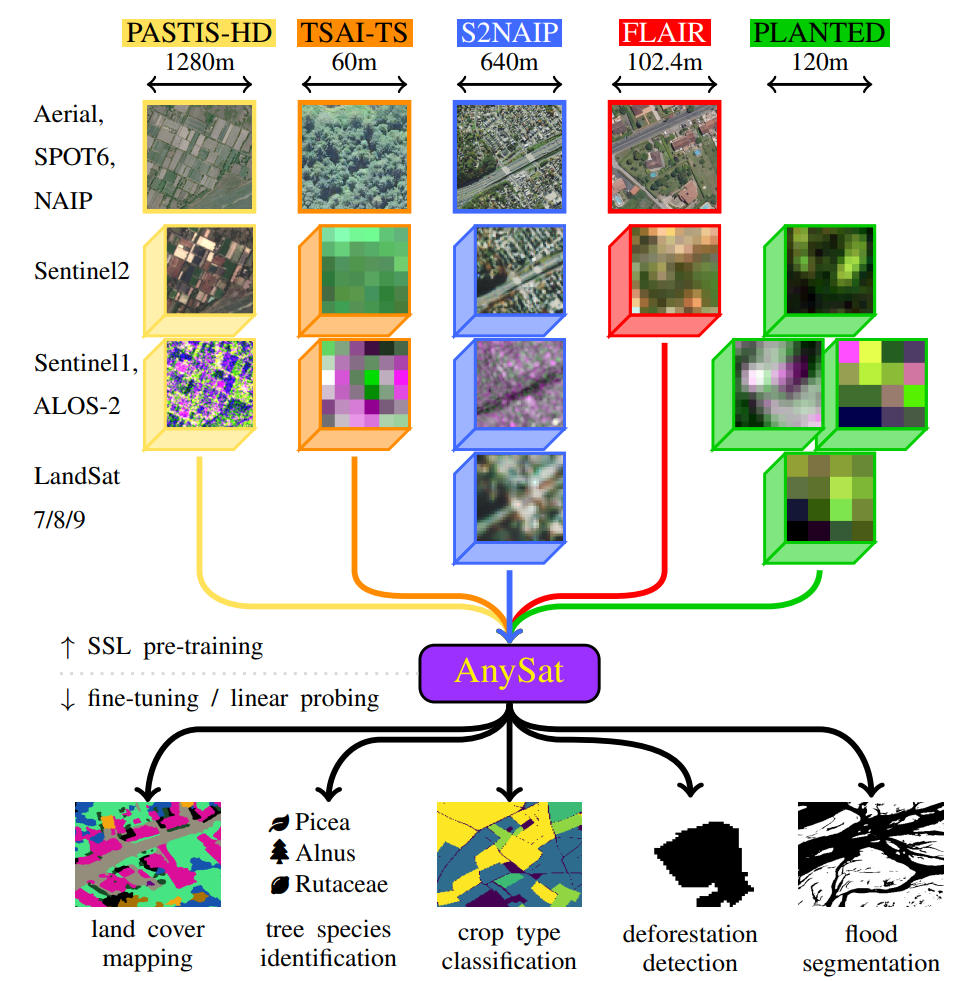 PASTIS-HD TSAI-TS S2NAIP FLAIR PLANTED
1280m 60m 640m 102.4m 120m
Aerial,
SPOT6,
NAIP
Sentinel2
Sentinel1,
ALOS-2
LandSat
7/8/9
↑ SSL pre-training
AnySat
↓ fine-tuning / linear probing
Picea
Alnus
Rutaceae
land cover
mapping
tree species
identification
crop type
classification
deforestation
detection
flood
segmentation